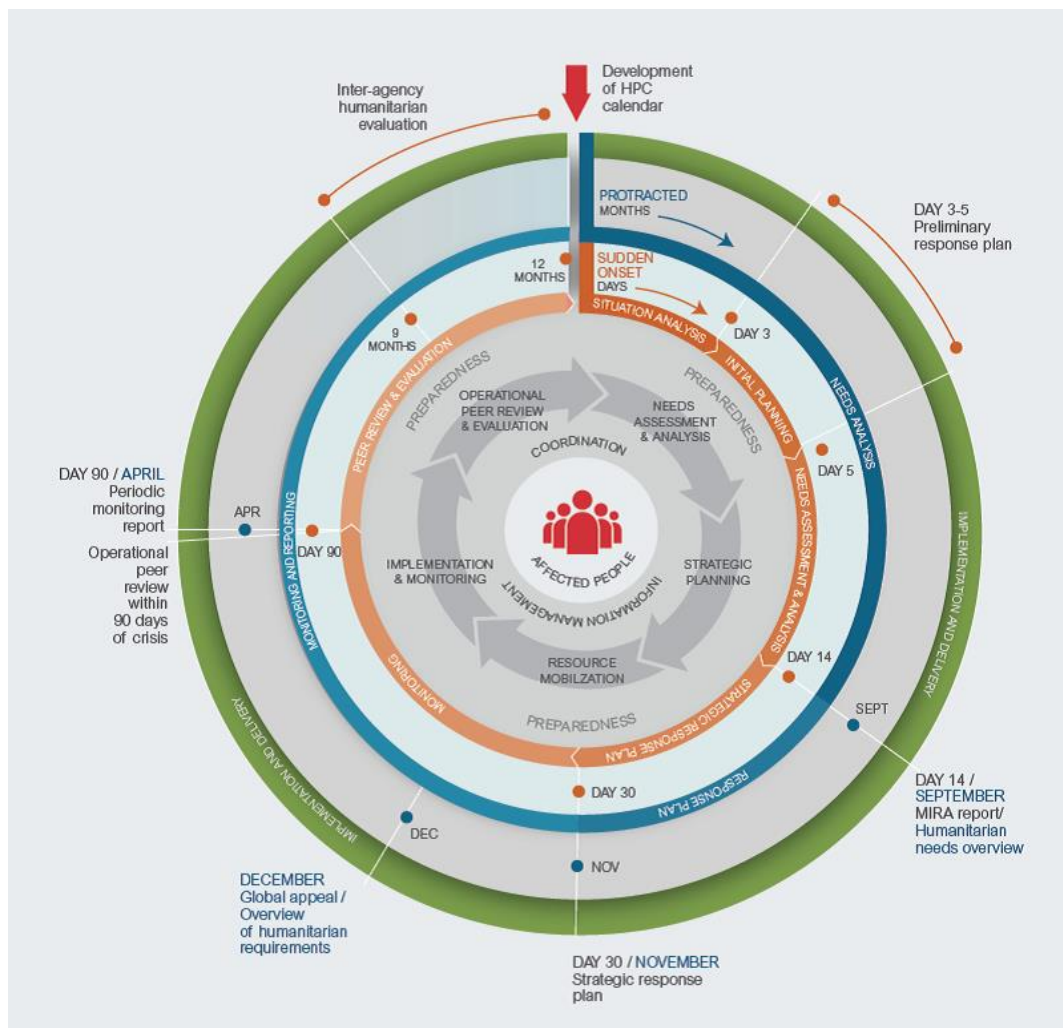 Development
of HPC
calendar
Inter-agency
humanitarian
evaluation
PROTRACTED
MONTHS
DAY 3-5
Preliminary
response plan
12
MONTHS
SUDDEN
ONSET
DAYS
SITUATION ANALYSIS
9
MONTHS
DAY 3
INITIAL PLANNING
PEER REVIEW & EVALUATION
PREPAREDNESS
PREPAREDNESS
NEEDS ANALYSIS
OPERATIONAL
PEER REVIEW
& EVALUATION
NEEDS
ASSESSMENT
& ANALYSIS
COORDINATION
DAY 5
NEEDS ASSESSMENT & ANALYSIS
DAY 90 / APRIL
Periodic
monitoring
report
APR
DAY 90
Operational
peer
review
within
90 days
of crisis
MONITORING AND REPORTING
IMPLEMENTATION
& MONITORING
AFFECTED PEOPLE
INFORMATION MANAGEMENT
STRATEGIC
PLANNING
IMPLEMENTATION AND DELIVERY
RESOURCE
MOBILZATION
DAY 14
MONITORING
STRATEGIC RESPONSE PLAN
PREPAREDNESS
SEPT
IMPLEMENTATION AND DELIVERY
DAY 30
RESPONSE PLAN
DAY 14 /
SEPTEMBER
MIRA report/
Humanitarian
needs overview
DEC
NOV
DECEMBER
Global appeal /
Overview
of humanitarian
requirements
DAY 30 / NOVEMBER
Strategic response
plan